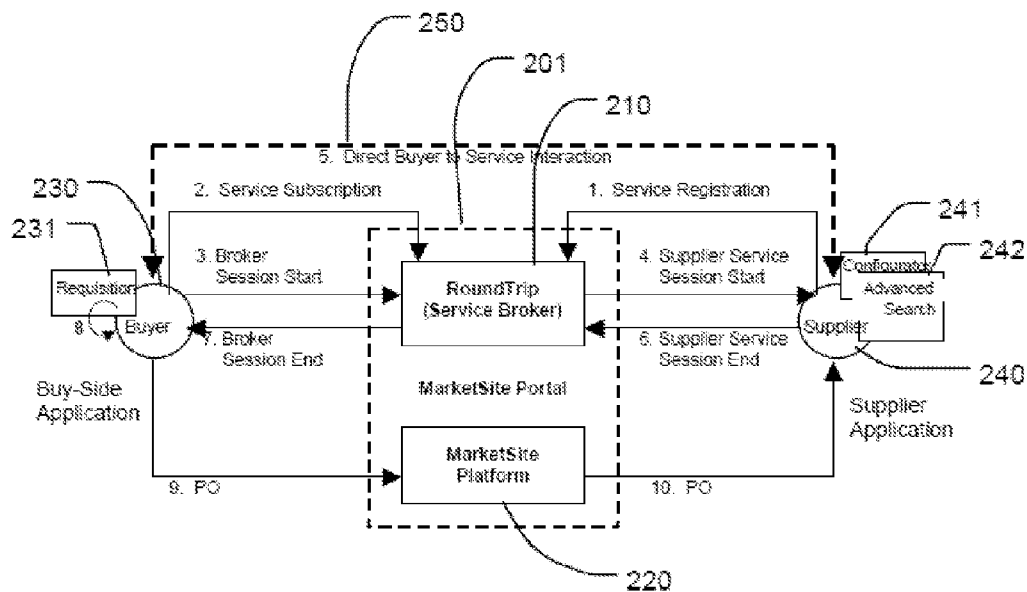 250
201
210
5. Direct Buyer to Service Interaction
230
2. Service Subscription
1. Service Registration
231
241
242
3. Broker
Session Start
4. Supplier Service
Session Start
Requisition
RoundTrip
(Service Broker)
Configurator
Advanced
Search
8
Buyer
Supplier
7. Broker
Session End
6. Supplier Service
Session End
240
Buy-Side
Application
MarketSite Portal
Supplier
Application
MarketSite
Platform
9. PO
10. PO
220